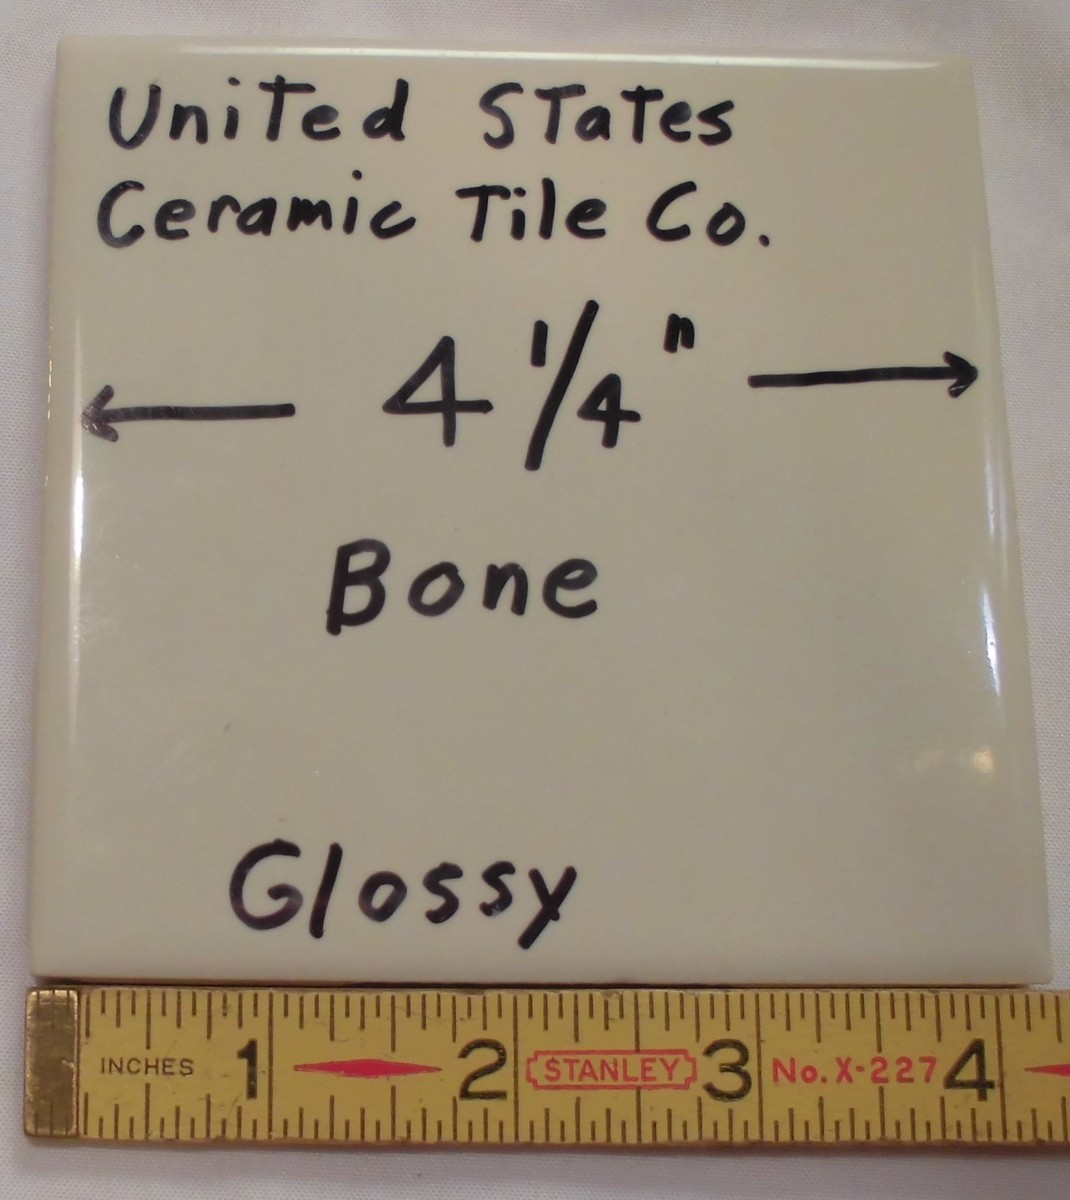 United States
Ceramic Tile Co.
← 4 1/4" →
Bone
Glossy
INCHES 1 2 STANLEY 3 No. X-227 4